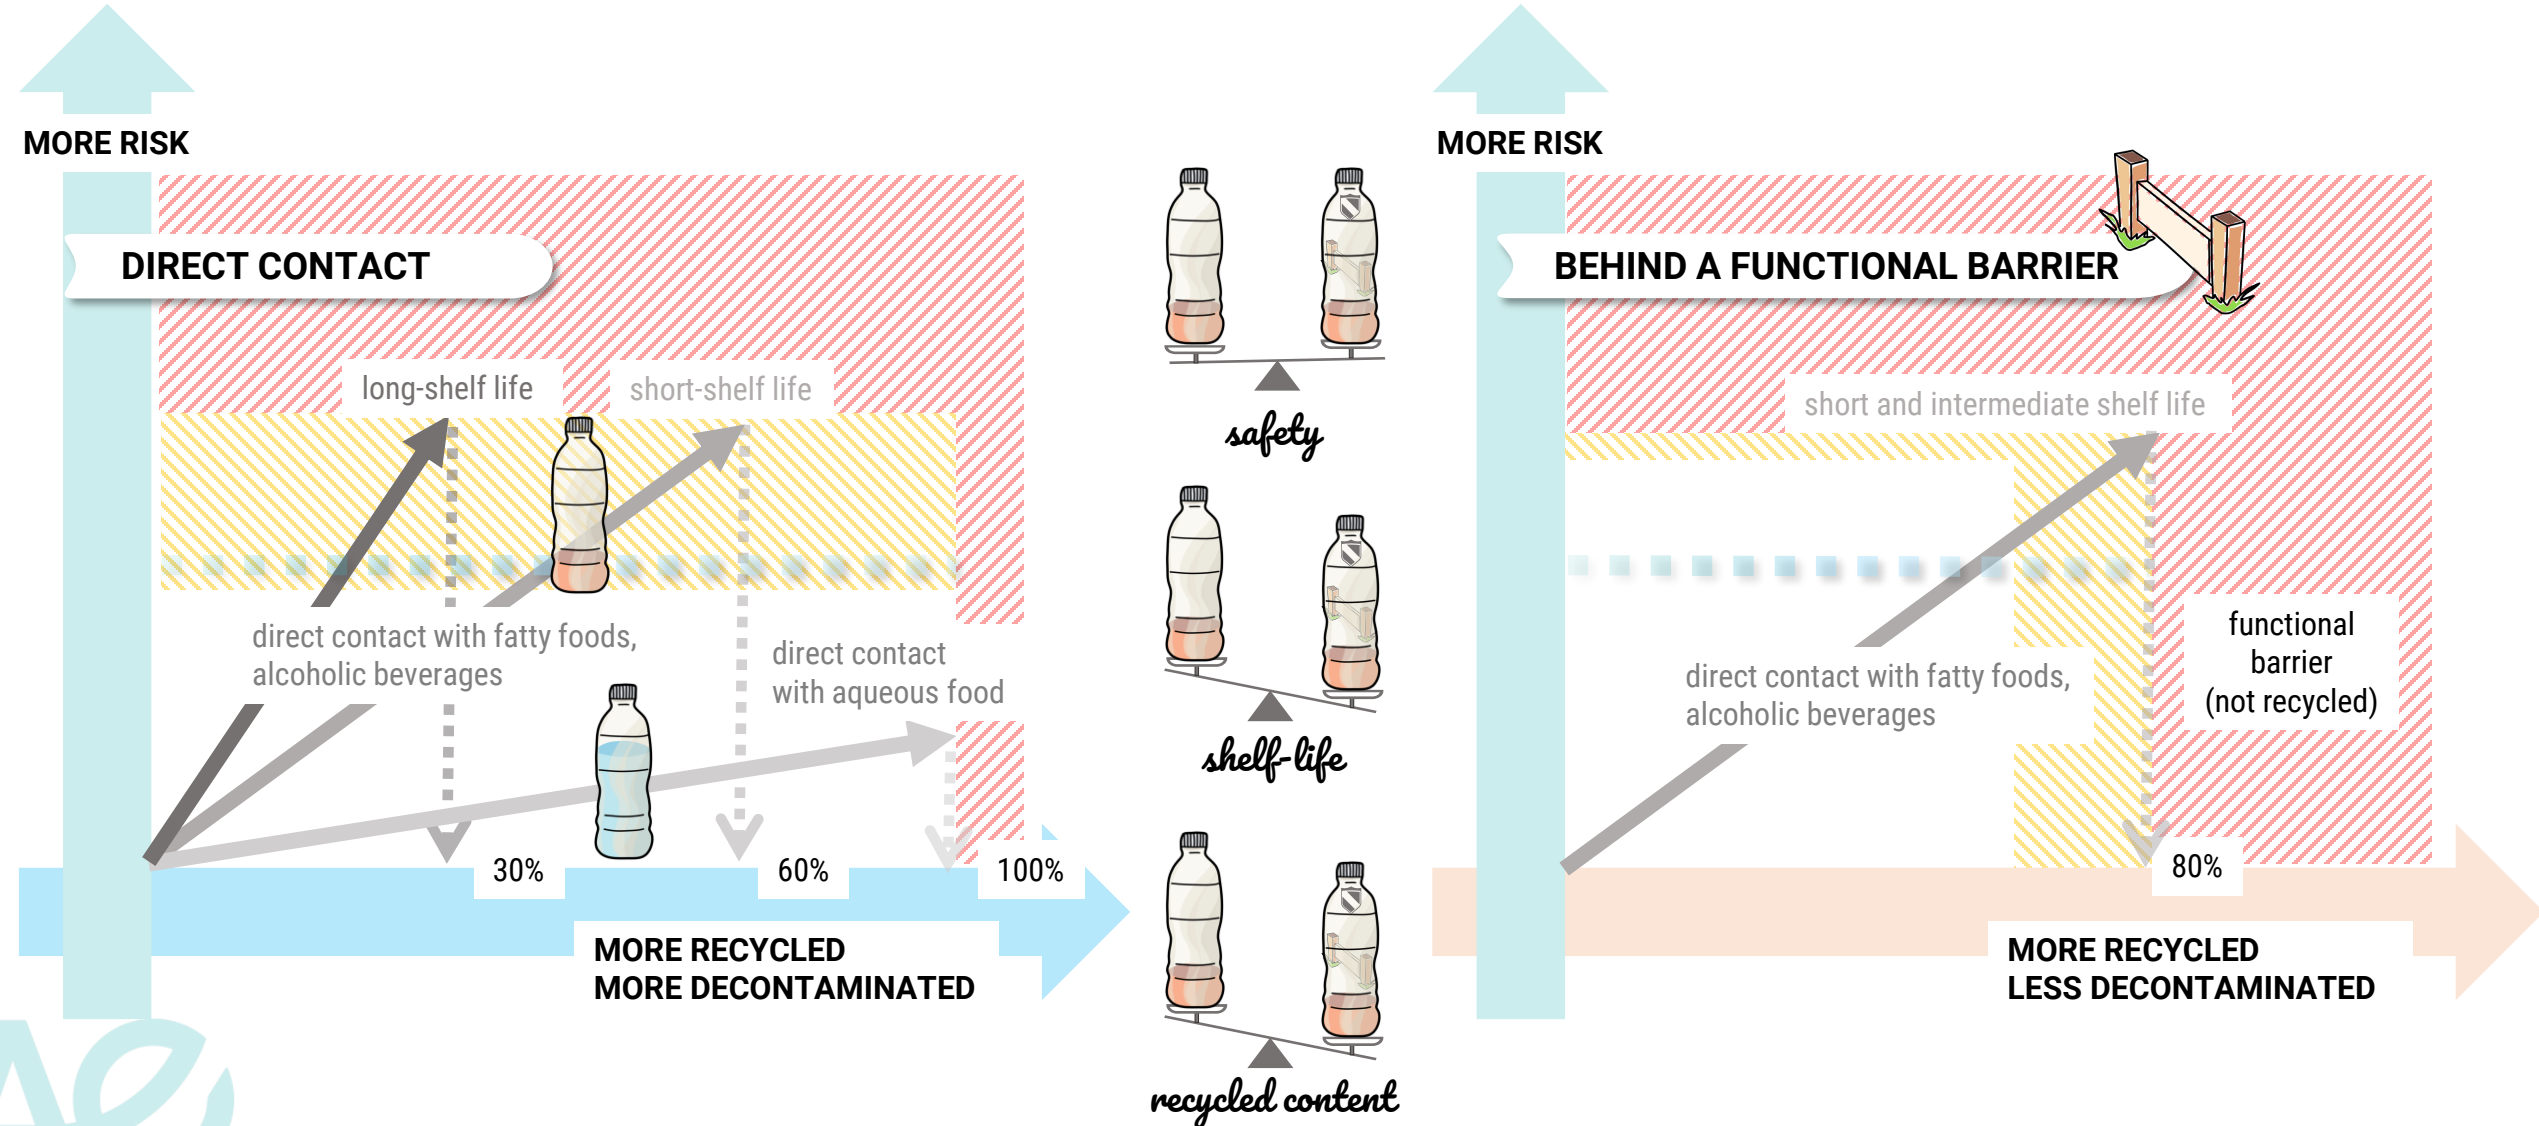 MORE RISK
DIRECT CONTACT
long-shelf life
short-shelf life
direct contact with fatty foods,
alcoholic beverages
direct contact
with aqueous food
30%
60%
100%
MORE RECYCLED
MORE DECONTAMINATED
safety
shelf-life
recycled content
MORE RISK
BEHIND A FUNCTIONAL BARRIER
short and intermediate shelf life
direct contact with fatty foods,
alcoholic beverages
functional
barrier
(not recycled)
80%
MORE RECYCLED
LESS DECONTAMINATED